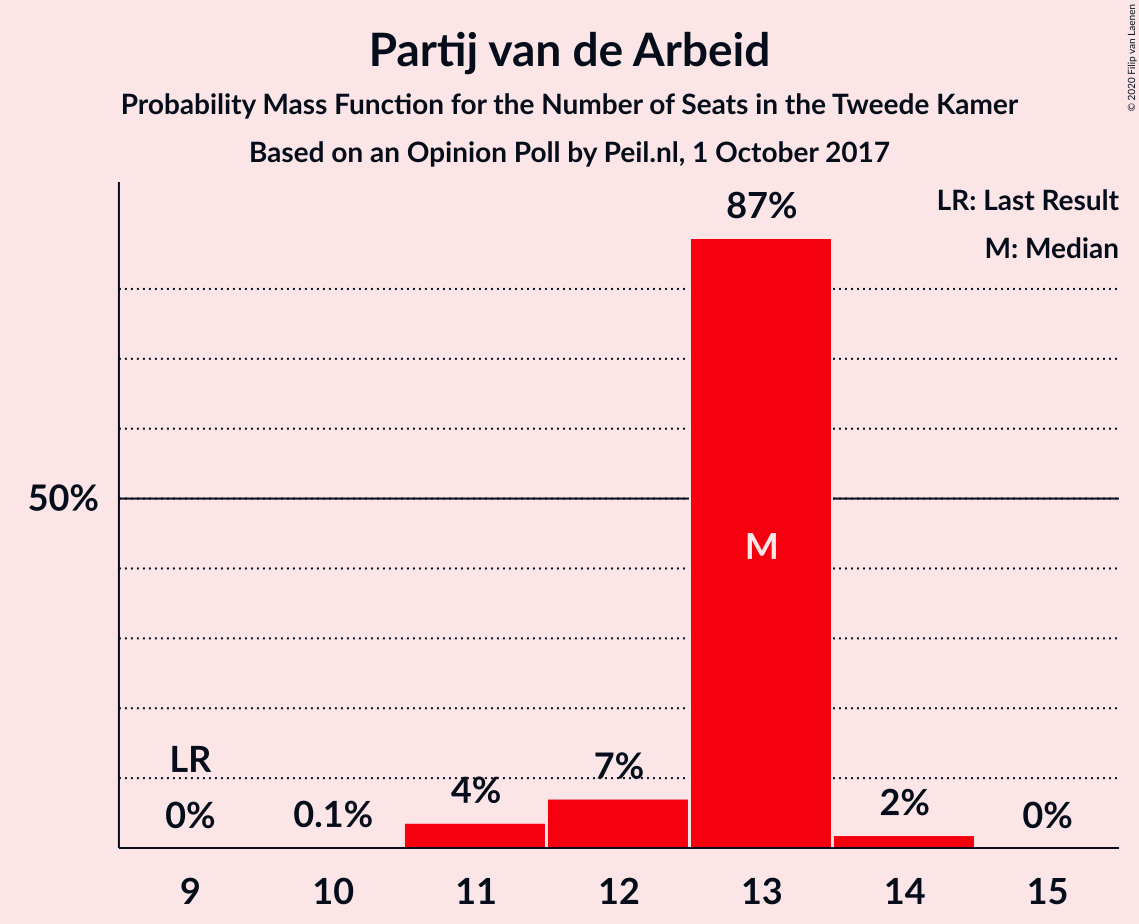 Partij van de Arbeid
Probability Mass Function for the Number of Seats in the Tweede Kamer
Based on an Opinion Poll by Peil.nl, 1 October 2017
© 2020 Filip van Laenen
LR: Last Result
M: Median
87%
50%
M
LR
0%
0.1%
4%
7%
2%
0%
9
10
11
12
13
14
15